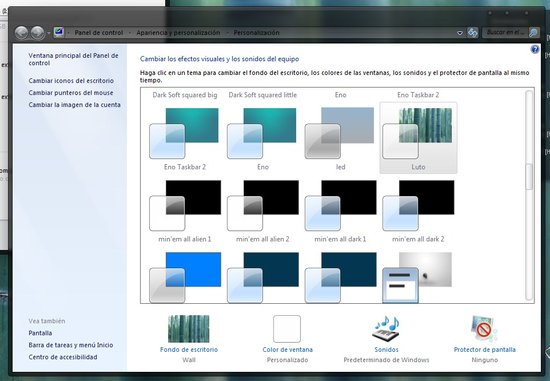 Panel de control
Apariencia y personalización
Personalización
Buscar en el ...
Ventana principal del Panel de
control
Cambiar iconos del escritorio
Cambiar punteros del mouse
Cambiar la imagen de la cuenta
Cambiar los efectos visuales y los sonidos del equipo
Haga clic en un tema para cambiar el fondo del escritorio, los colores de las ventanas, los sonidos y el protector de pantalla al mismo
tiempo.
Dark Soft squared big
Dark Soft squared little
Eno
Eno Taskbar 2
Eno Taskbar 2
Eno
led
Luto
min'em all alien 1
min'em all alien 2
min'em all dark 1
min'em all dark 2
Vea también
Pantalla
Barra de tareas y menú Inicio
Centro de accesibilidad
Fondo de escritorio
Wall
Color de ventana
Personalizado
Sonidos
Predeterminado de Windows
Protector de pantalla
Ninguno